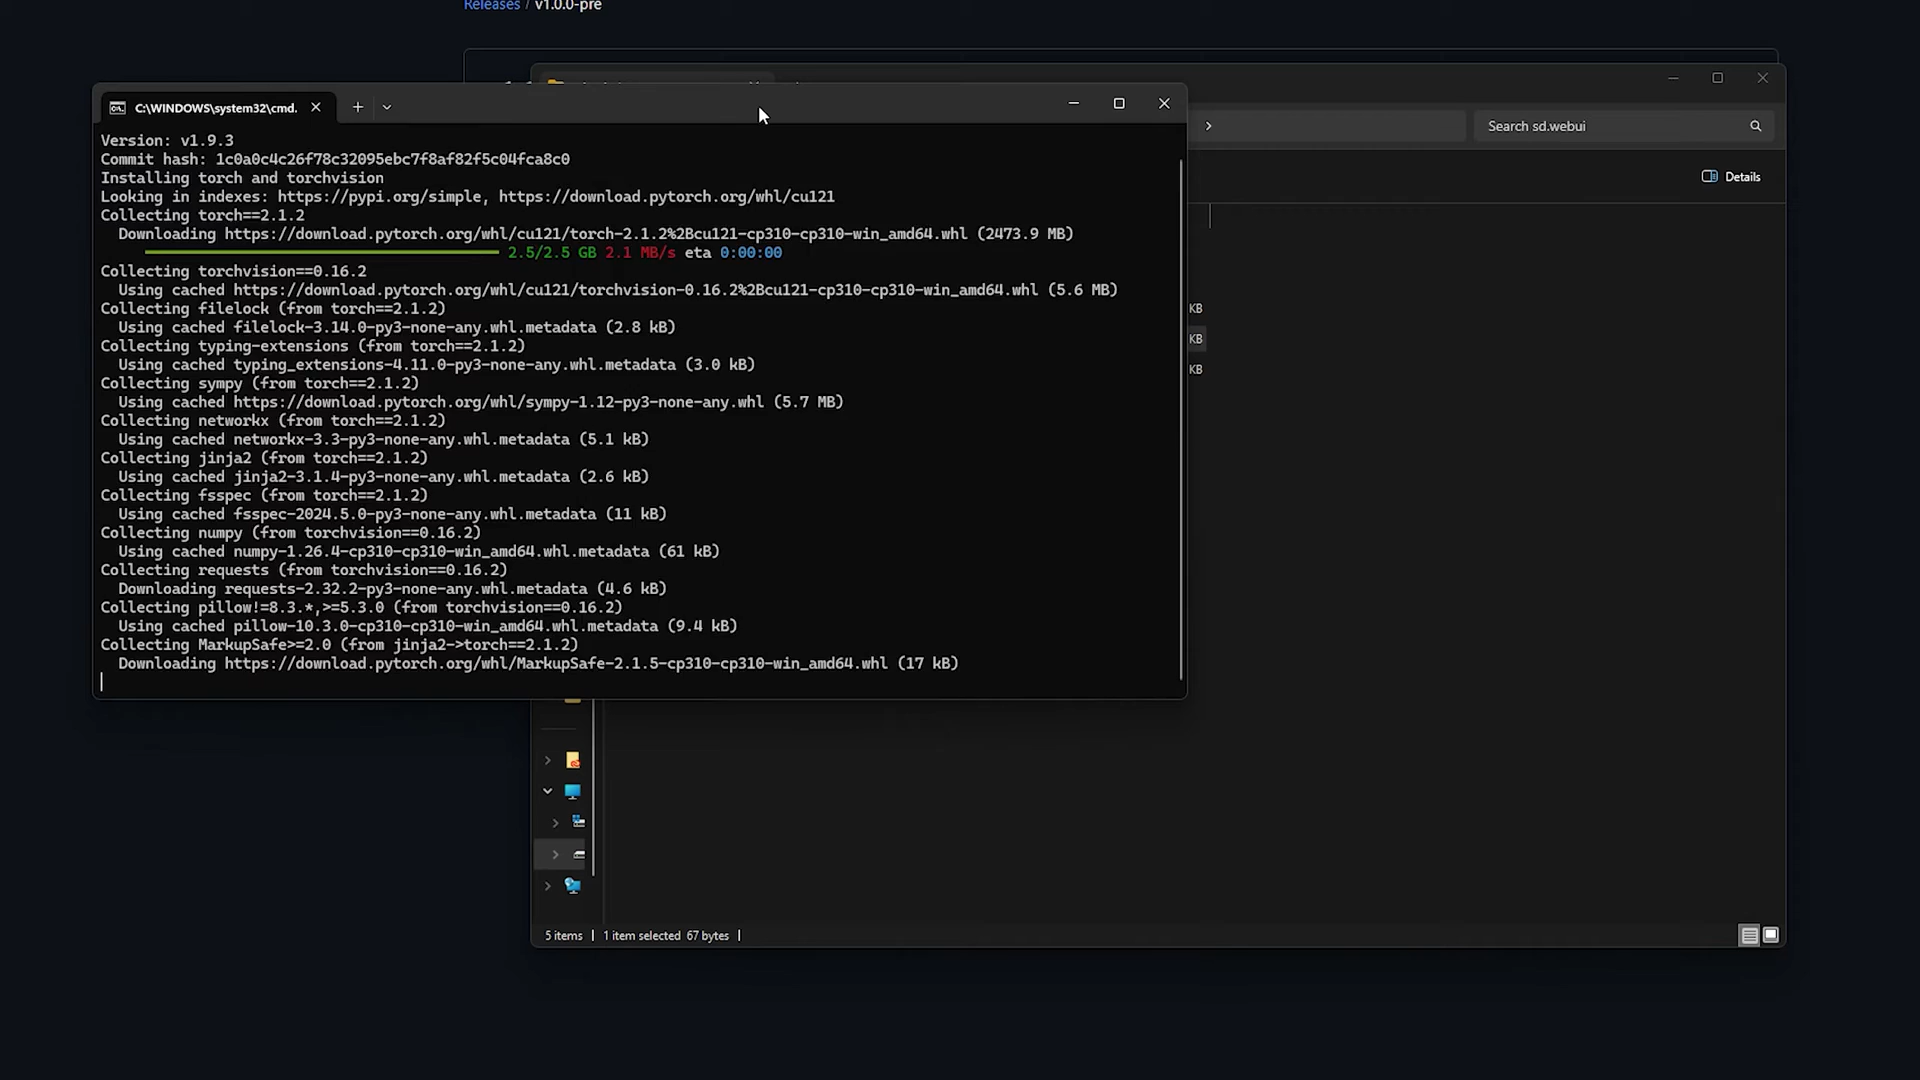 Releases / v1.0.0-pre
C:\WINDOWS\system32\cmd.
Search sd.webui
Details
Version: v1.9.3
Commit hash: 1c0a0c4c26f78c32095ebc7f8af82f5c04fca8c0
Installing torch and torchvision
Looking in indexes: https://pypi.org/simple, https://download.pytorch.org/whl/cu121
Collecting torch==2.1.2
Downloading https://download.pytorch.org/whl/cu121/torch-2.1.2%2Bcu121-cp310-cp310-win_amd64.whl (2473.9 MB)
2.5/2.5 GB 2.1 MB/s eta 0:00:00
Collecting torchvision==0.16.2
Using cached https://download.pytorch.org/whl/cu121/torchvision-0.16.2%2Bcu121-cp310-cp310-win_amd64.whl (5.6 MB)
Collecting filelock (from torch==2.1.2)
Using cached filelock-3.14.0-py3-none-any.whl.metadata (2.8 kB)
Collecting typing-extensions (from torch==2.1.2)
Using cached typing_extensions-4.11.0-py3-none-any.whl.metadata (3.0 kB)
Collecting sympy (from torch==2.1.2)
Using cached https://download.pytorch.org/whl/sympy-1.12-py3-none-any.whl (5.7 MB)
Collecting networkx (from torch==2.1.2)
Using cached networkx-3.3-py3-none-any.whl.metadata (5.1 kB)
Collecting jinja2 (from torch==2.1.2)
Using cached jinja2-3.1.4-py3-none-any.whl.metadata (2.6 kB)
Collecting fsspec (from torch==2.1.2)
Using cached fsspec-2024.5.0-py3-none-any.whl.metadata (11 kB)
Collecting numpy (from torchvision==0.16.2)
Using cached numpy-1.26.4-cp310-cp310-win_amd64.whl.metadata (61 kB)
Collecting requests (from torchvision==0.16.2)
Downloading requests-2.32.2-py3-none-any.whl.metadata (4.6 kB)
Collecting pillow!=8.3.*,>=5.3.0 (from torchvision==0.16.2)
Using cached pillow-10.3.0-cp310-cp310-win_amd64.whl.metadata (9.4 kB)
Collecting MarkupSafe>=2.0 (from jinja2->torch==2.1.2)
Downloading https://download.pytorch.org/whl/MarkupSafe-2.1.5-cp310-cp310-win_amd64.whl (17 kB)
KB
KB
KB
5 items | 1 item selected 67 bytes |